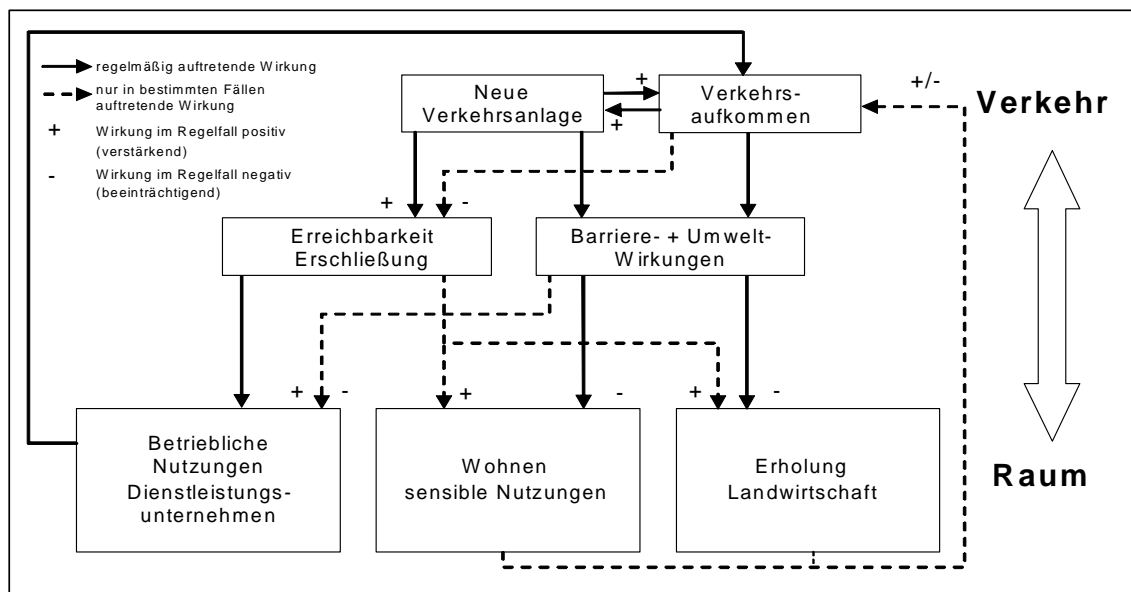 regelmäßig auftretende Wirkung
nur in bestimmten Fällen
auftretende Wirkung
+ Wirkung im Regelfall positiv
(verstärkend)
- Wirkung im Regelfall negativ
(beeinträchtigend)
Neue
Verkehrsanlage
+
+
Verkehrs-
aufkommen
+/-
Verkehr
+ -
Erreichbarkeit
Erschließung
Barriere- + Umwelt-
Wirkungen
+ - + - + -
Betriebliche
Nutzungen
Dienstleistungs-
unternehmen
Wohnen
sensible Nutzungen
Erholung
Landwirtschaft
Raum